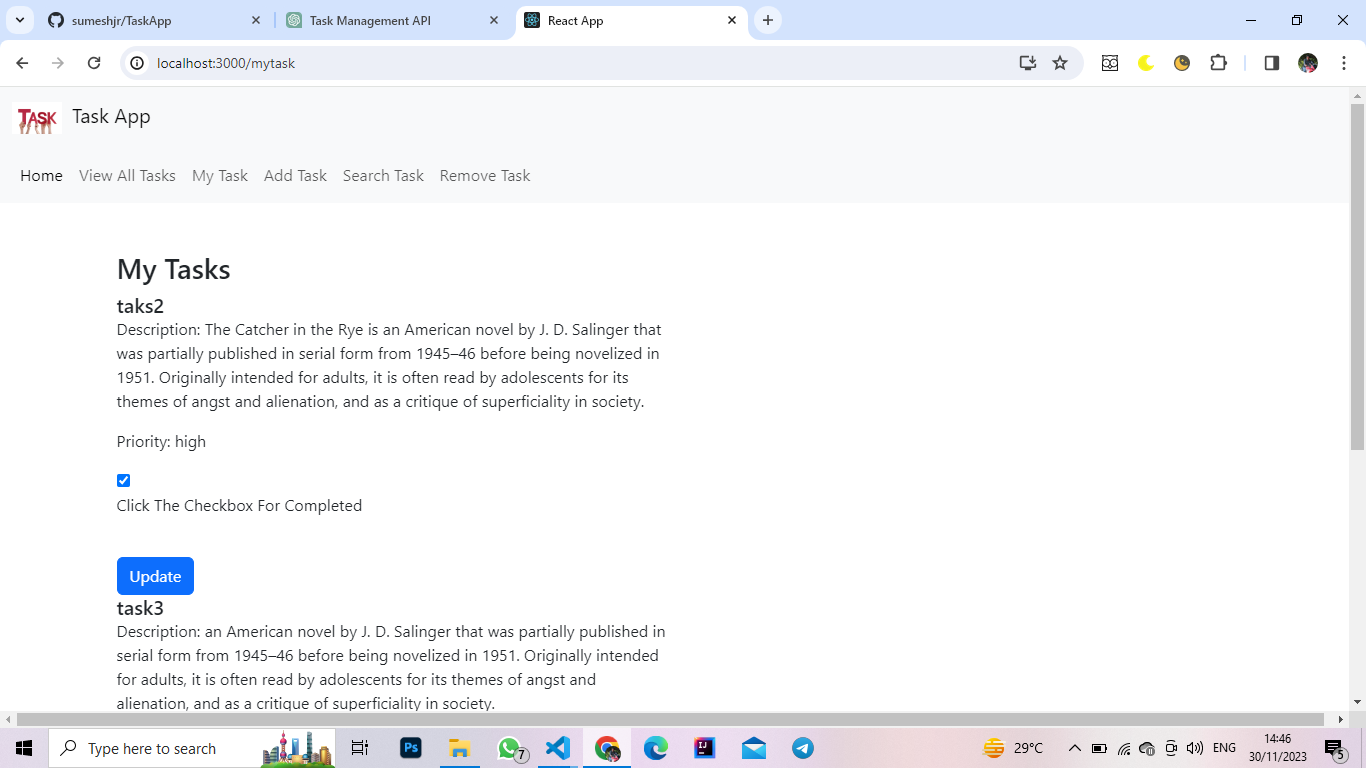 sumeshjr/TaskApp
Task Management API
React App
localhost:3000/mytask
TASK
Task App
Home View All Tasks My Task Add Task Search Task Remove Task
My Tasks
taks2
Description: The Catcher in the Rye is an American novel by J. D. Salinger that
was partially published in serial form from 1945–46 before being novelized in
1951. Originally intended for adults, it is often read by adolescents for its
themes of angst and alienation, and as a critique of superficiality in society.
Priority: high
Click The Checkbox For Completed
Update
task3
Description: an American novel by J. D. Salinger that was partially published in
serial form from 1945–46 before being novelized in 1951. Originally intended
for adults, it is often read by adolescents for its themes of angst and
alienation, and as a critique of superficiality in society.
Type here to search
Ps
7
IJ
29°C
ENG
14:46
30/11/2023
5